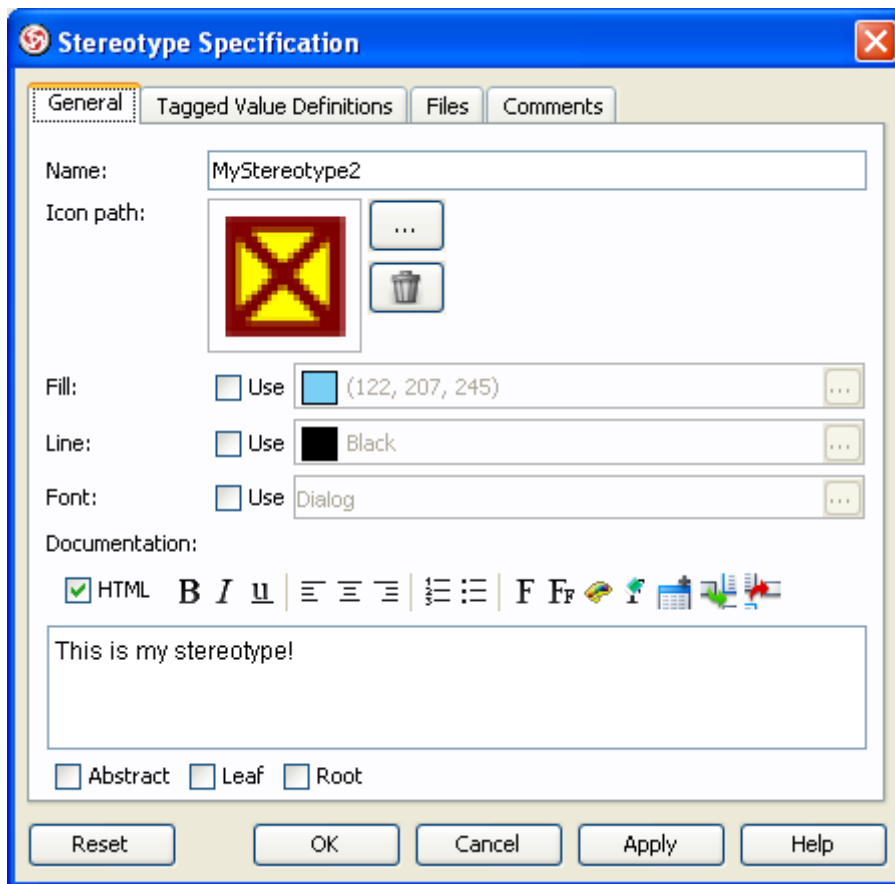 Stereotype Specification
General Tagged Value Definitions Files Comments
Name: MyStereotype2
Icon path: ...
Fill: Use (122, 207, 245) ...
Line: Use Black ...
Font: Use Dialog ...
Documentation:
HTML B I u F FF
This is my stereotype!
Abstract Leaf Root
Reset OK Cancel Apply Help